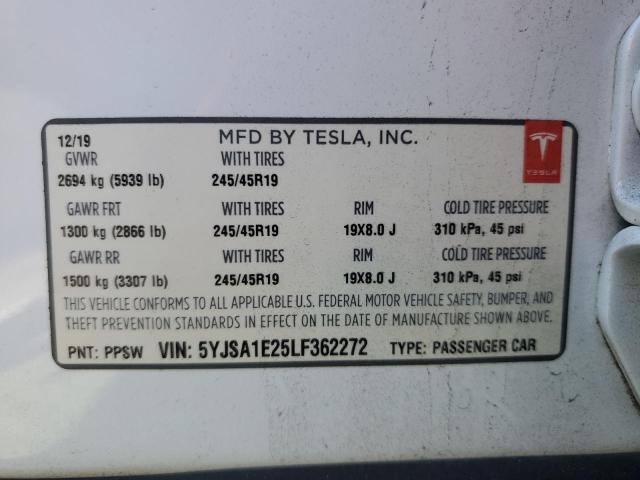 12/19 MFD BY TESLA, INC.
GVWR WITH TIRES
2694 kg (5939 lb) 245/45R19
TESLA
GAWR FRT WITH TIRES RIM COLD TIRE PRESSURE
1300 kg (2866 lb) 245/45R19 19X8.0 J 310 kPa, 45 psi
GAWR RR WITH TIRES RIM COLD TIRE PRESSURE
1500 kg (3307 lb) 245/45R19 19X8.0 J 310 kPa, 45 psi
THIS VEHICLE CONFORMS TO ALL APPLICABLE U.S. FEDERAL MOTOR VEHICLE SAFETY, BUMPER, AND
THEFT PREVENTION STANDARDS IN EFFECT ON THE DATE OF MANUFACTURE SHOWN ABOVE.
PNT: PPSW VIN: 5YJSA1E25LF362272 TYPE: PASSENGER CAR